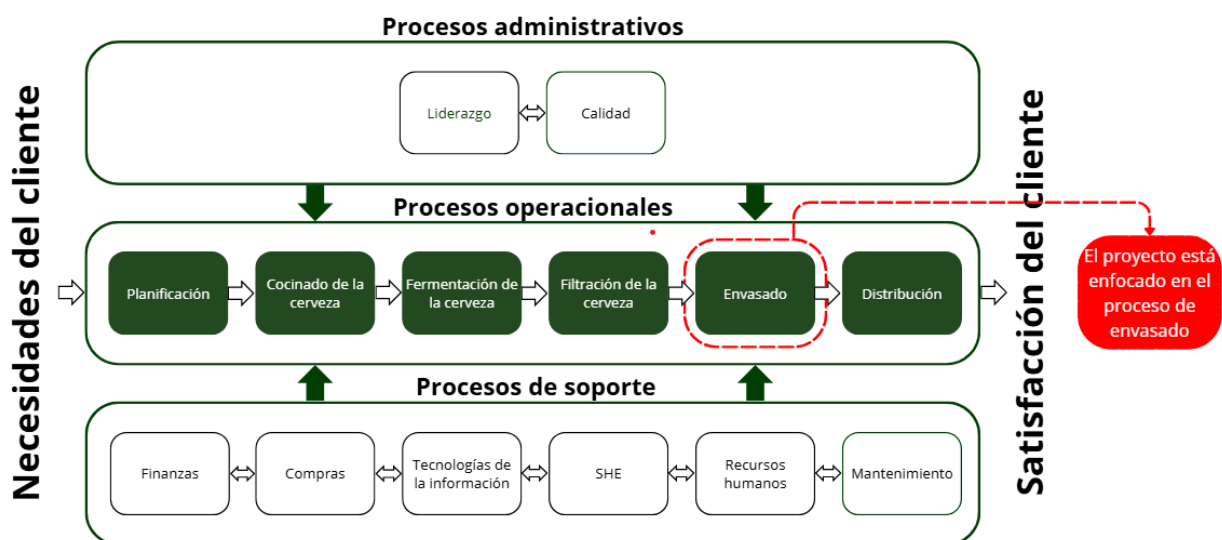 Procesos administrativos
Necesidades del cliente
Liderazgo
Calidad
Satisfacción del cliente
Procesos operacionales
Planificación
Cocinado de la
cerveza
Fermentación de
la cerveza
Filtración de la
cerveza
Envasado
Distribución
El proyecto está
enfocado en el
proceso de
envasado
Procesos de soporte
Finanzas
Compras
Tecnologías de
la información
SHE
Recursos
humanos
Mantenimiento